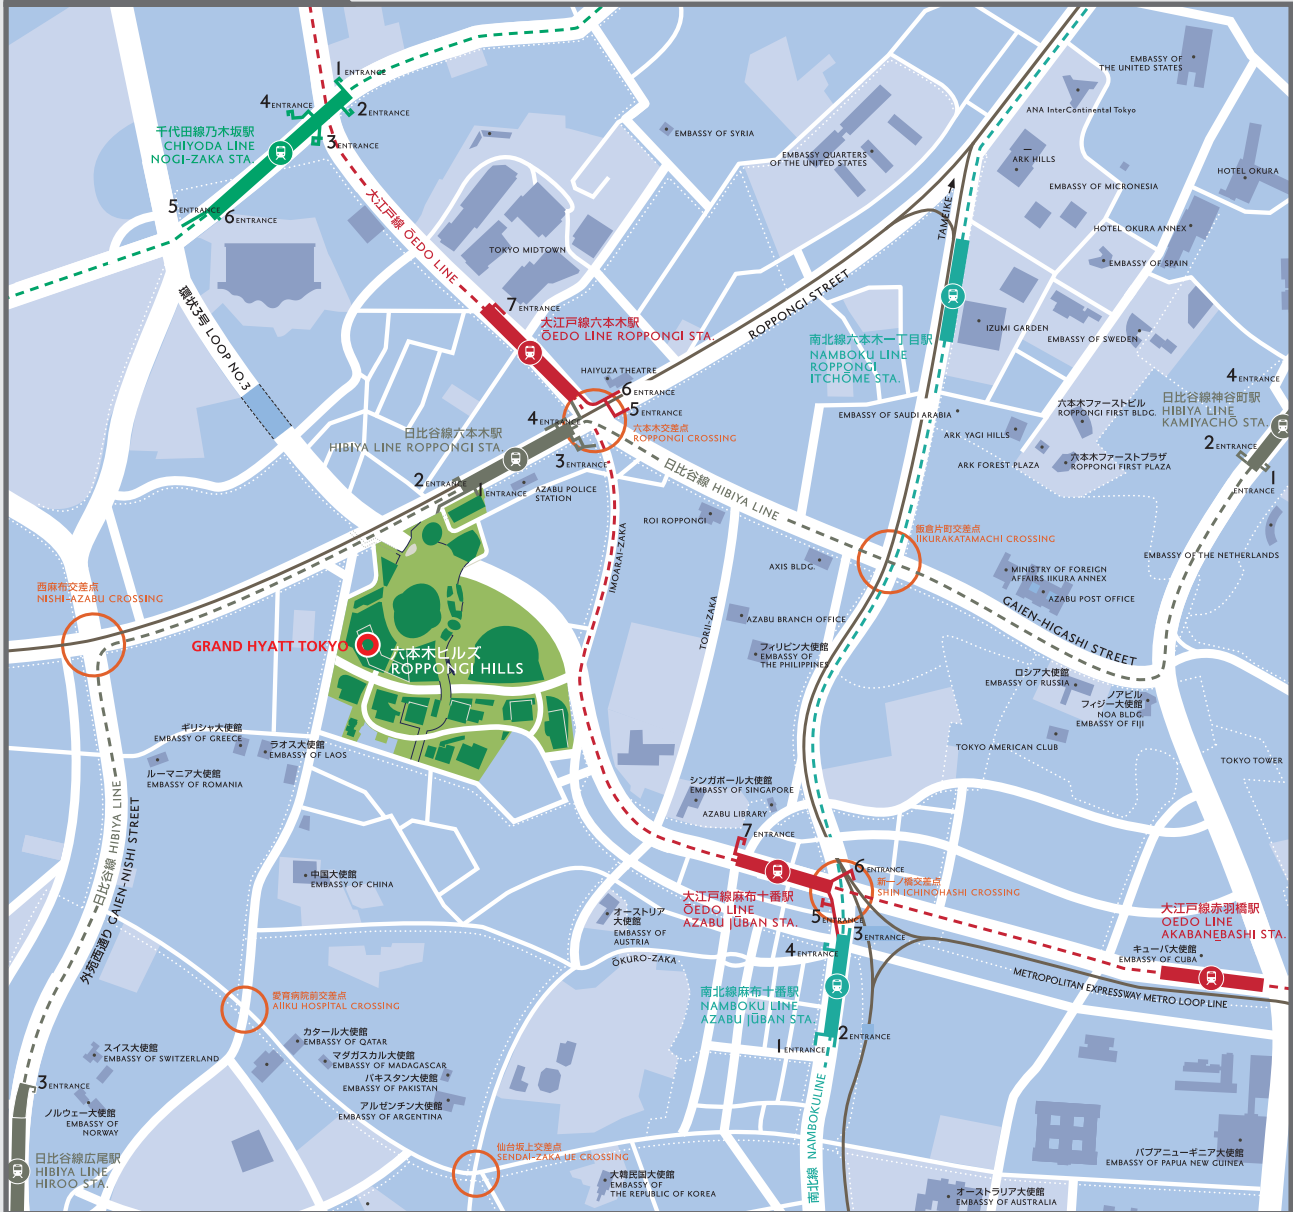 1 ENTRANCE
4 ENTRANCE
2 ENTRANCE
3 ENTRANCE
千代田線乃木坂駅
CHIYODA LINE
NOGI-ZAKA STA.
5 ENTRANCE
6 ENTRANCE
大江戸線 ŌEDO LINE
TOKYO MIDTOWN
EMBASSY OF SYRIA
EMBASSY QUARTERS
OF THE UNITED STATES
EMBASSY OF
THE UNITED STATES
ANA InterContinental Tokyo
ARK HILLS
EMBASSY OF MICRONESIA
HOTEL OKURA
HOTEL OKURA ANNEX
EMBASSY OF SPAIN
TAMEIKE
環状3号 LOOP NO.3
7 ENTRANCE
大江戸線六本木駅
ŌEDO LINE ROPPONGI STA.
ROPPONGI STREET
南北線六本木一丁目駅
NAMBOKU LINE
ROPPONGI
ITCHŌME STA.
IZUMI GARDEN
EMBASSY OF SWEDEN
HAIYUZA THEATRE
6 ENTRANCE
5 ENTRANCE
4 ENTRANCE
六本木交差点
ROPPONGI CROSSING
3 ENTRANCE
日比谷線六本木駅
HIBIYA LINE ROPPONGI STA.
2 ENTRANCE
1 ENTRANCE
AZABU POLICE
STATION
EMBASSY OF SAUDI ARABIA
六本木ファーストビル
ROPPONGI FIRST BLDG.
ARK YAGI HILLS
ARK FOREST PLAZA
六本木ファーストプラザ
ROPPONGI FIRST PLAZA
4 ENTRANCE
日比谷線神谷町駅
HIBIYA LINE
KAMIYACHŌ STA.
2 ENTRANCE
1
ENTRANCE
日比谷線 HIBIYA LINE
ROI ROPPONGI
IMOARAI-ZAKA
AXIS BLDG.
飯倉片町交差点
IIKURAKATAMACHI CROSSING
EMBASSY OF THE NETHERLANDS
MINISTRY OF FOREIGN
AFFAIRS IIKURA ANNEX
AZABU POST OFFICE
GAIEN-HIGASHI STREET
西麻布交差点
NISHI-AZABU CROSSING
GRAND HYATT TOKYO
六本木ヒルズ
ROPPONGI HILLS
TORII-ZAKA
AZABU BRANCH OFFICE
フィリピン大使館
EMBASSY OF
THE PHILIPPINES
ロシア大使館
EMBASSY OF RUSSIA
ノアビル
フィジー大使館
NOA BLDG.
EMBASSY OF FIJI
TOKYO AMERICAN CLUB
TOKYO TOWER
ギリシャ大使館
EMBASSY OF GREECE
ラオス大使館
EMBASSY OF LAOS
ルーマニア大使館
EMBASSY OF ROMANIA
日比谷線 HIBIYA LINE
外苑西通り GAIEN-NISHI STREET
シンガポール大使館
EMBASSY OF SINGAPORE
AZABU LIBRARY
7 ENTRANCE
中国大使館
EMBASSY OF CHINA
大江戸線麻布十番駅
ŌEDO LINE
AZABU JŪBAN STA.
6 ENTRANCE
新一ノ橋交差点
SHIN ICHINOHASHI CROSSING
5 ENTRANCE
3 ENTRANCE
4 ENTRANCE
大江戸線赤羽橋駅
OEDO LINE
AKABANEBASHI STA.
キューバ大使館
EMBASSY OF CUBA
METROPOLITAN EXPRESSWAY METRO LOOP LINE
オーストリア
大使館
EMBASSY OF
AUSTRIA
ŌKURO-ZAKA
南北線麻布十番駅
NAMBOKU LINE
AZABU JŪBAN STA.
2 ENTRANCE
1 ENTRANCE
愛育病院前交差点
AIIKU HOSPITAL CROSSING
カタール大使館
EMBASSY OF QATAR
マダガスカル大使館
EMBASSY OF MADAGASCAR
パキスタン大使館
EMBASSY OF PAKISTAN
アルゼンチン大使館
EMBASSY OF ARGENTINA
スイス大使館
EMBASSY OF SWITZERLAND
3 ENTRANCE
ノルウェー大使館
EMBASSY OF
NORWAY
日比谷線広尾駅
HIBIYA LINE
HIROO STA.
仙台坂上交差点
SENDAI-ZAKA UE CROSSING
大韓民国大使館
EMBASSY OF
THE REPUBLIC OF KOREA
南北線 NAMBOKULINE
パプアニューギニア大使館
EMBASSY OF PAPUA NEW GUINEA
オーストラリア大使館
EMBASSY OF AUSTRALIA